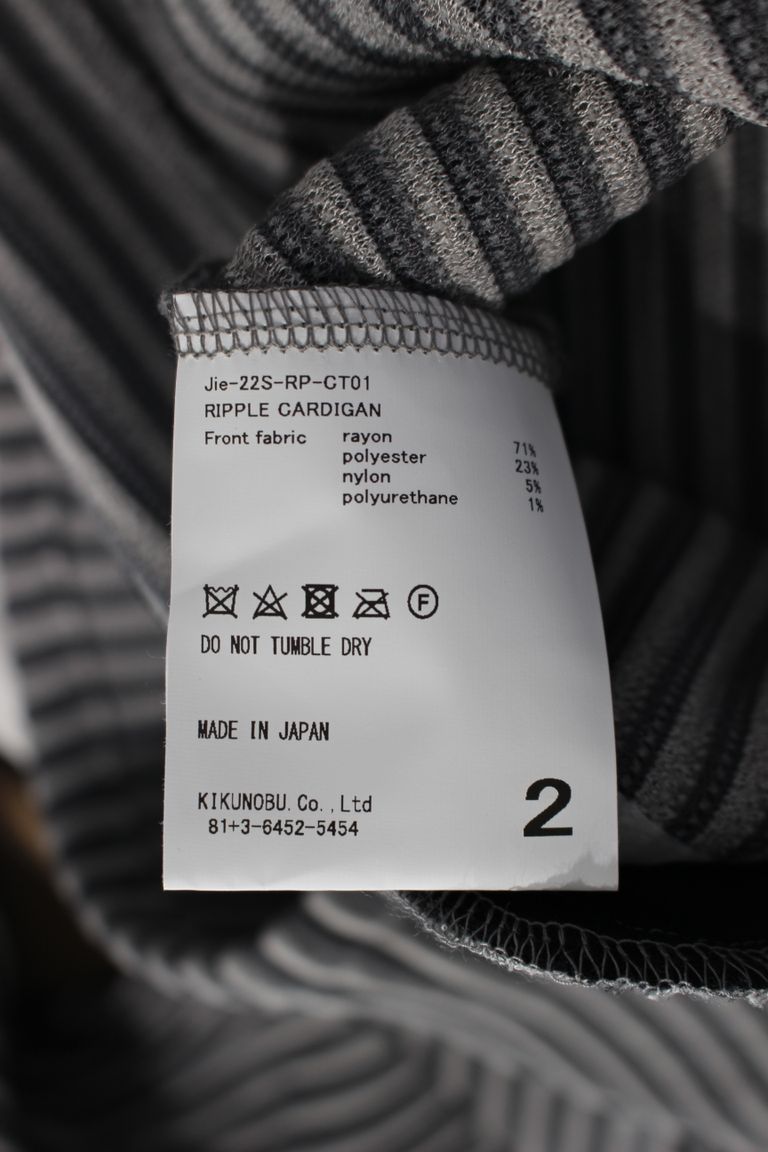 Jie-22S-RP-CT01
RIPPLE CARDIGAN
Front fabric rayon 71%
polyester 23%
nylon 5%
polyurethane 1%
F
DO NOT TUMBLE DRY
MADE IN JAPAN
KIKUNOBU.Co.,Ltd
81+3-6452-5454
2